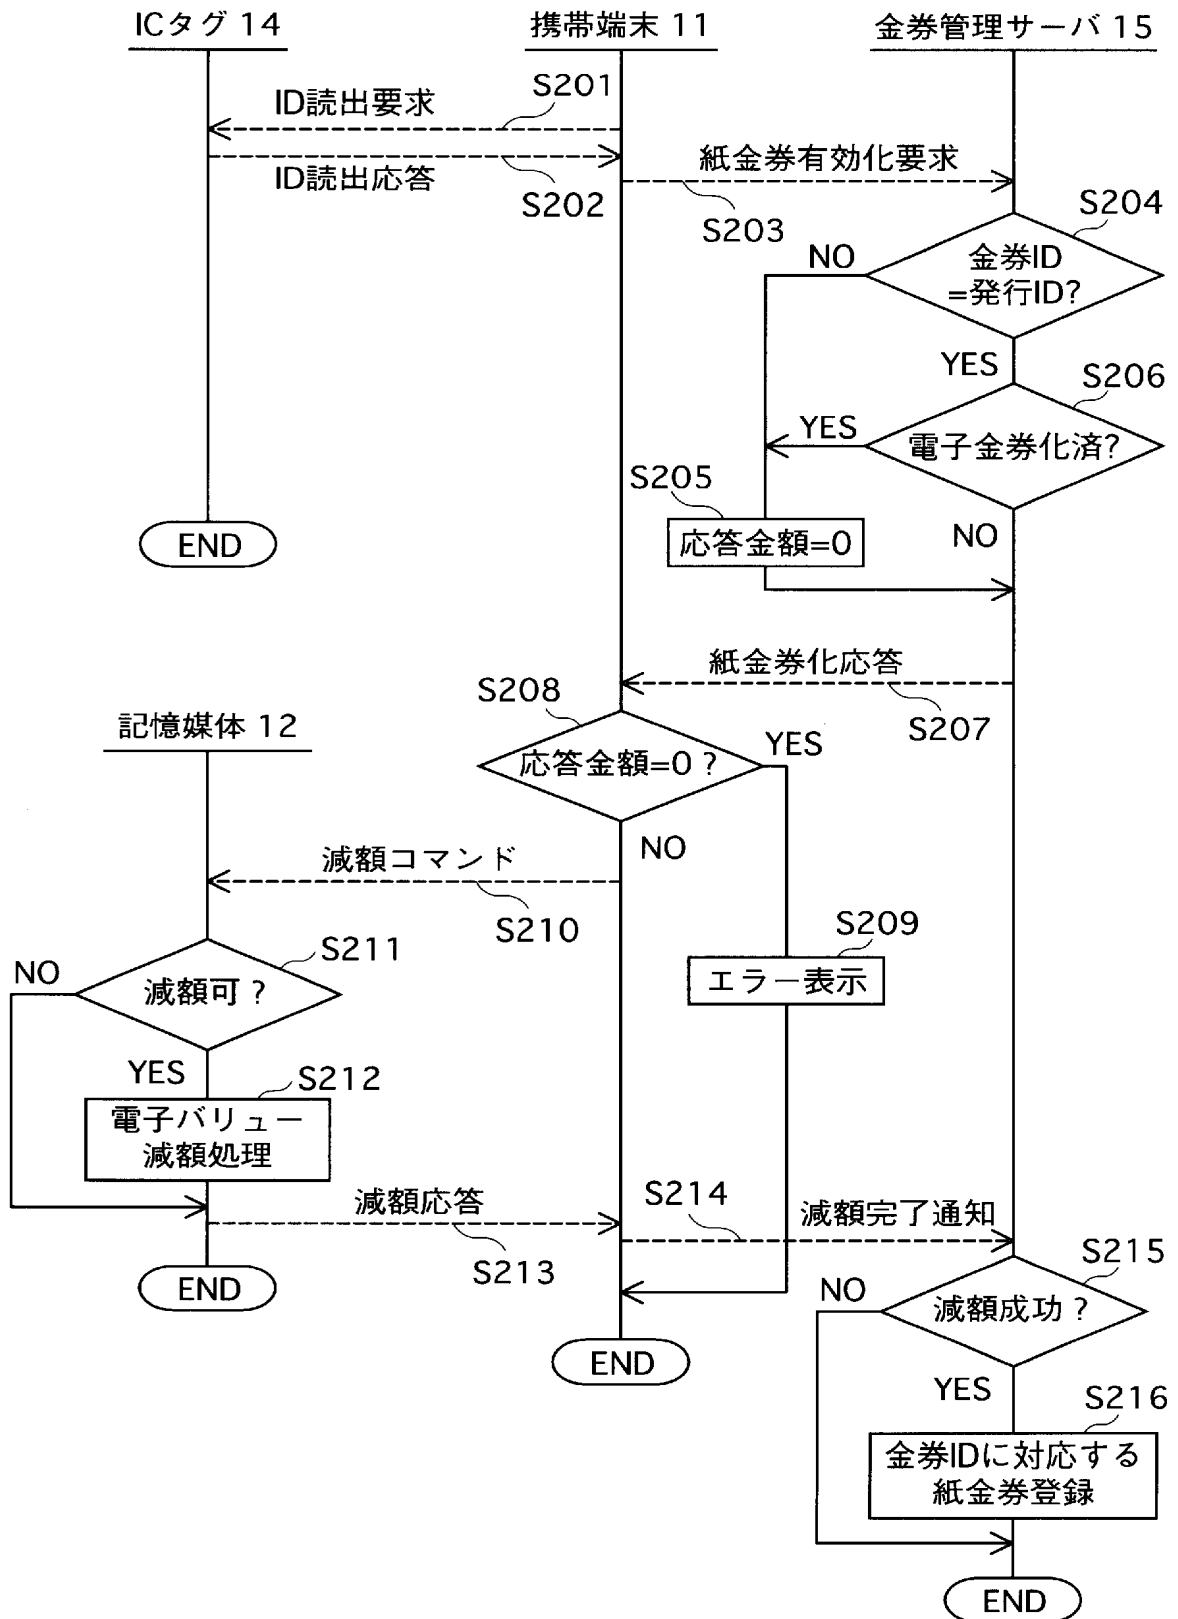 ICタグ 14
携帯端末 11
金券管理サーバ 15
S201
ID読出要求
ID読出応答
S202
紙金券有効化要求
S203
S204
NO
金券ID
=発行ID?
YES
S206
YES
電子金券化済?
S205
応答金額=0
NO
END
紙金券化応答
S207
S208
記憶媒体 12
応答金額=0 ?
YES
NO
減額コマンド
S210
S209
エラー表示
S211
NO
減額可 ?
YES
S212
電子バリュー
減額処理
減額応答
S213
S214
減額完了通知
END
S215
NO
減額成功 ?
END
YES
S216
金券IDに対応する
紙金券登録
END